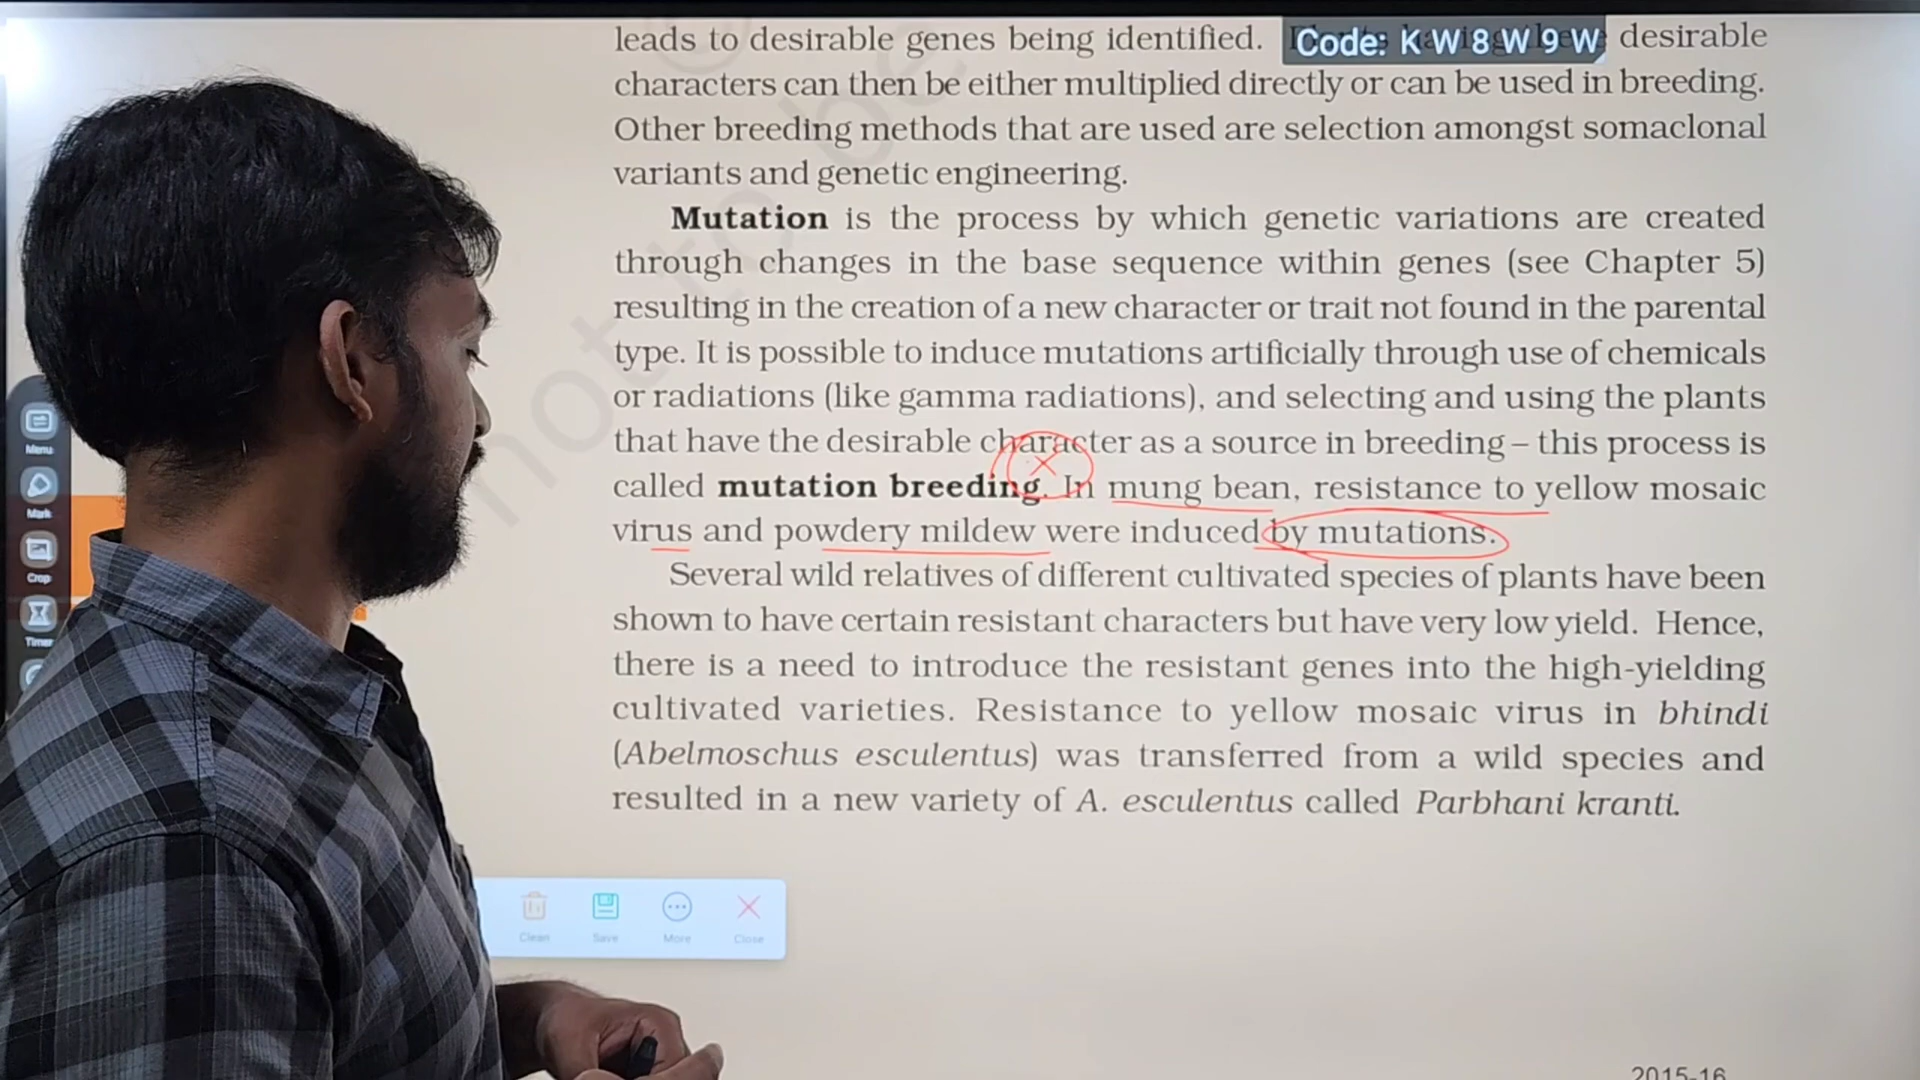 leads to desirable genes being identified. Code: K W 8 W 9 W desirable
characters can then be either multiplied directly or can be used in breeding.
Other breeding methods that are used are selection amongst somaclonal
variants and genetic engineering.
Mutation is the process by which genetic variations are created
through changes in the base sequence within genes (see Chapter 5)
resulting in the creation of a new character or trait not found in the parental
type. It is possible to induce mutations artificially through use of chemicals
or radiations (like gamma radiations), and selecting and using the plants
that have the desirable character as a source in breeding – this process is
called mutation breeding. In mung bean, resistance to yellow mosaic
virus and powdery mildew were induced by mutations.
Several wild relatives of different cultivated species of plants have been
shown to have certain resistant characters but have very low yield. Hence,
there is a need to introduce the resistant genes into the high-yielding
cultivated varieties. Resistance to yellow mosaic virus in bhindi
(Abelmoschus esculentus) was transferred from a wild species and
resulted in a new variety of A. esculentus called Parbhani kranti.
not to be
Menu
Mark
Crop
Timer
Clean Save More Close
2015-16